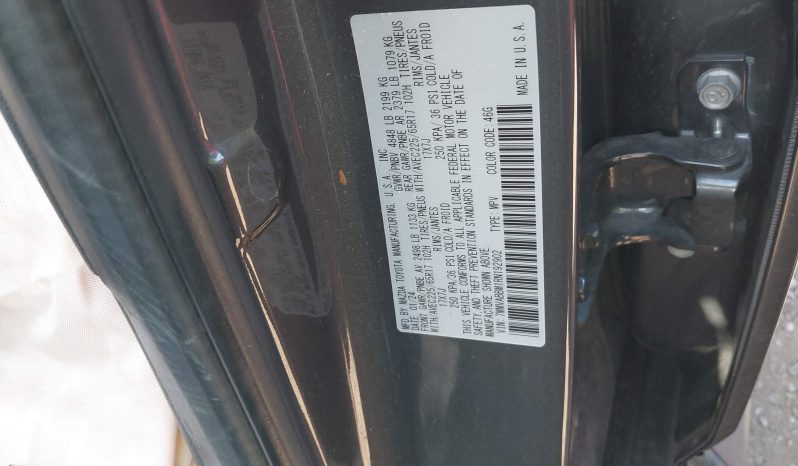 MFD. BY MAZDA TOYOTA MANUFACTURING, U.S.A. INC.
DATE 01/24 GVWR/PNBV 4848 LB 2199 KG
FRONT GAWR/PNBE AV 2498 LB 1133 KG REAR GAWR/PNBE AR 2379 LB 1079 KG
WITH/AVEC225/65R17 102H TIRES/PNEUS WITH/AVEC225/65R17 102H TIRES/PNEUS
17X7J RIMS/JANTES 17X7J RIMS/JANTES
250 KPA/36 PSI COLD/A FROID 250 KPA/ 36 PSI COLD/A FROID
THIS VEHICLE CONFORMS TO ALL APPLICABLE FEDERAL MOTOR VEHICLE
SAFETY, AND THEFT PREVENTION STANDARDS IN EFFECT ON THE DATE OF
MANUFACTURE SHOWN ABOVE.
VIN: 7MMVABBM1RN192902 TYPE: MPV COLOR CODE: 46G
MADE IN U.S.A.